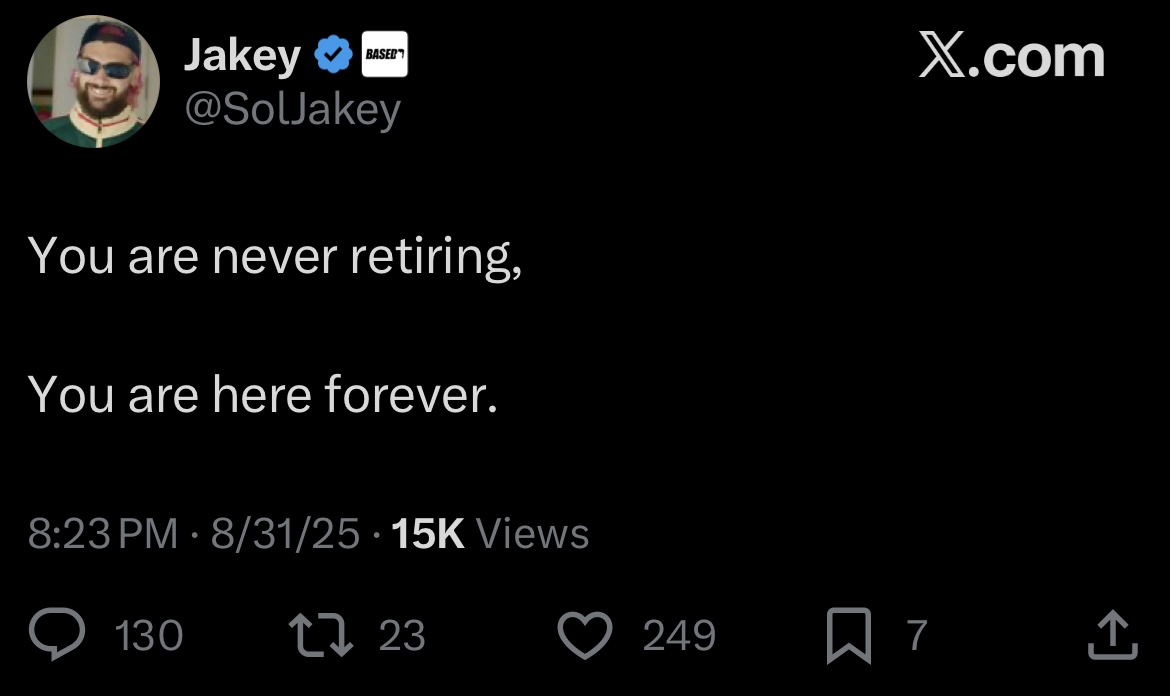 Jakey BASED
@SolJakey
X.com
You are never retiring,
You are here forever.
8:23 PM · 8/31/25 · 15K Views
130 23 249 7